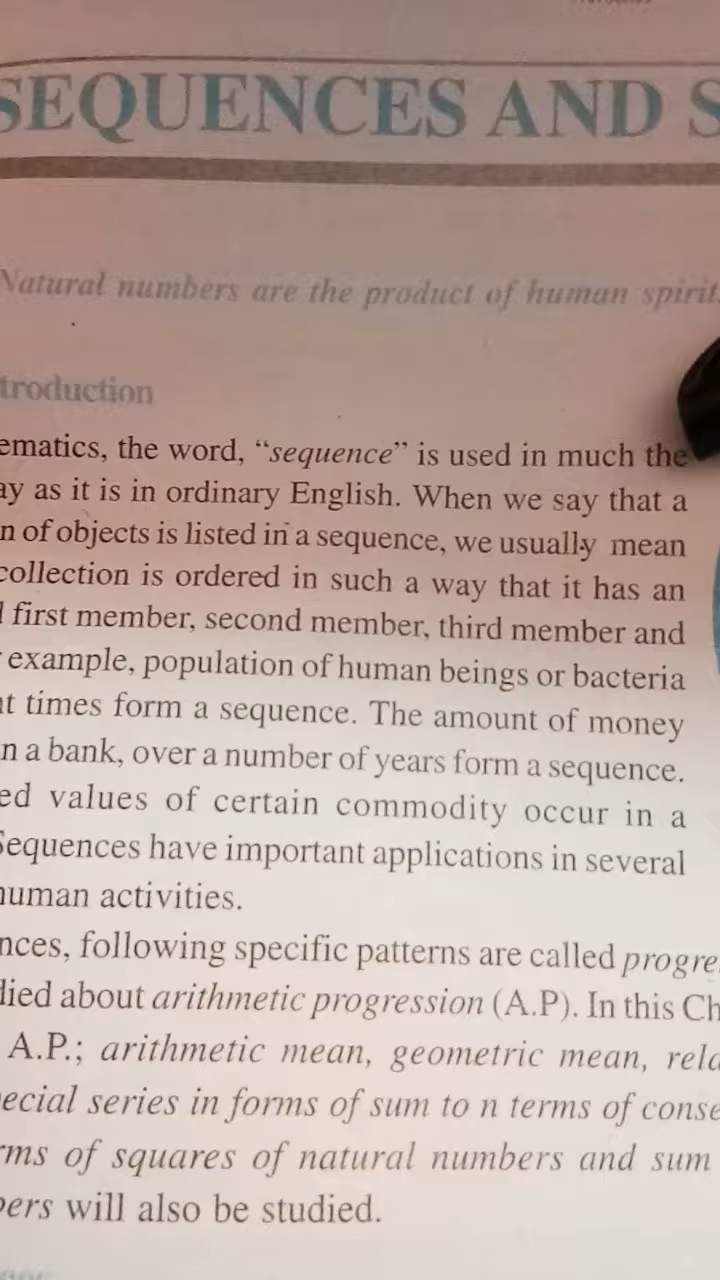 SEQUENCES AND S
Natural numbers are the product of human spirit.
troduction
ematics, the word, “sequence” is used in much the
ay as it is in ordinary English. When we say that a
n of objects is listed in a sequence, we usually mean
collection is ordered in such a way that it has an
first member, second member, third member and
example, population of human beings or bacteria
nt times form a sequence. The amount of money
n a bank, over a number of years form a sequence.
ed values of certain commodity occur in a
Sequences have important applications in several
human activities.
nces, following specific patterns are called progre
died about arithmetic progression (A.P). In this Ch
A.P.; arithmetic mean, geometric mean, rela
ecial series in forms of sum to n terms of conse
rms of squares of natural numbers and sum
bers will also be studied.